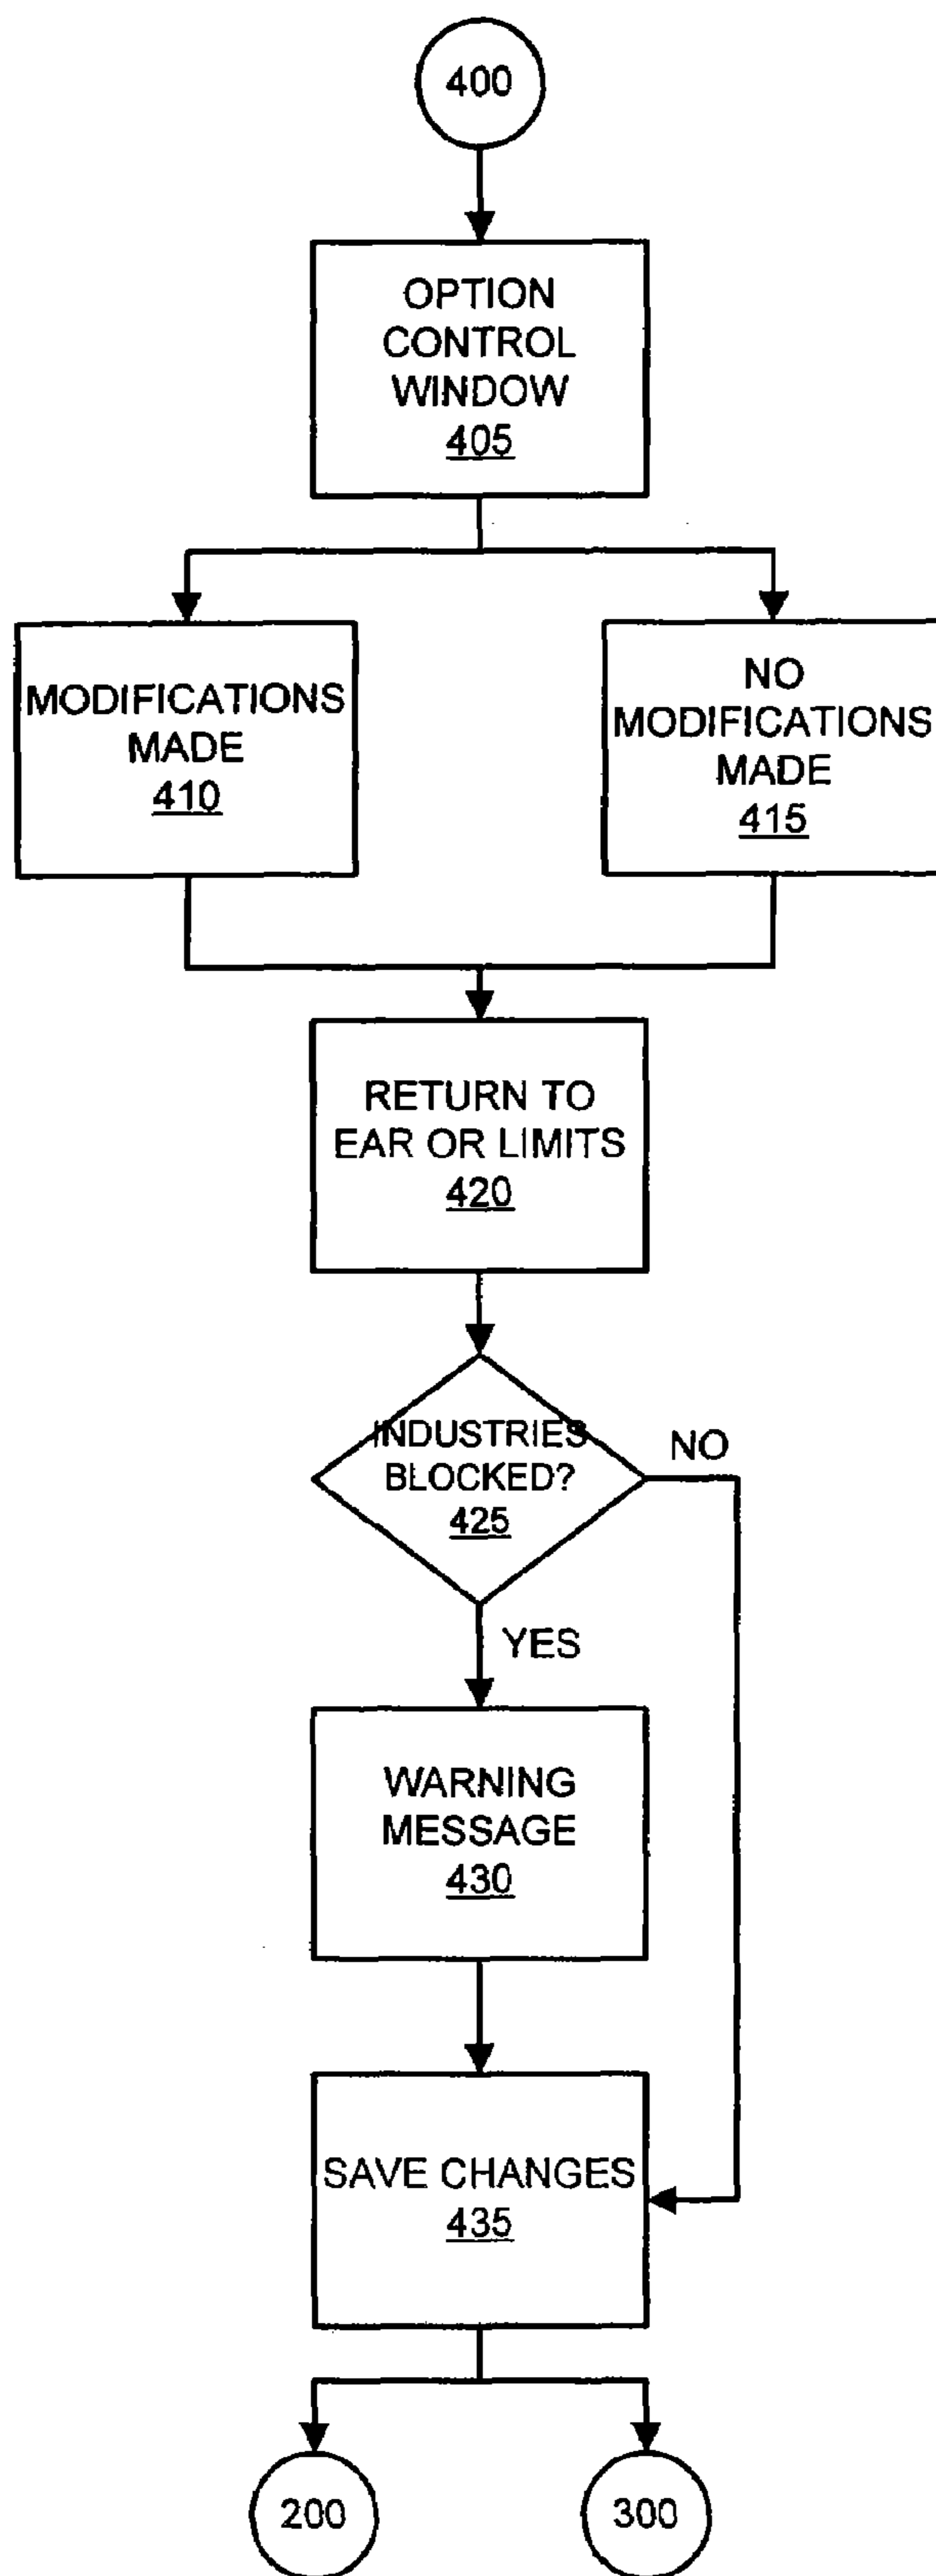 400
OPTION
CONTROL
WINDOW
405
MODIFICATIONS
MADE
410
NO
MODIFICATIONS
MADE
415
RETURN TO
EAR OR LIMITS
420
INDUSTRIES
BLOCKED?
425
NO
YES
WARNING
MESSAGE
430
SAVE CHANGES
435
200
300